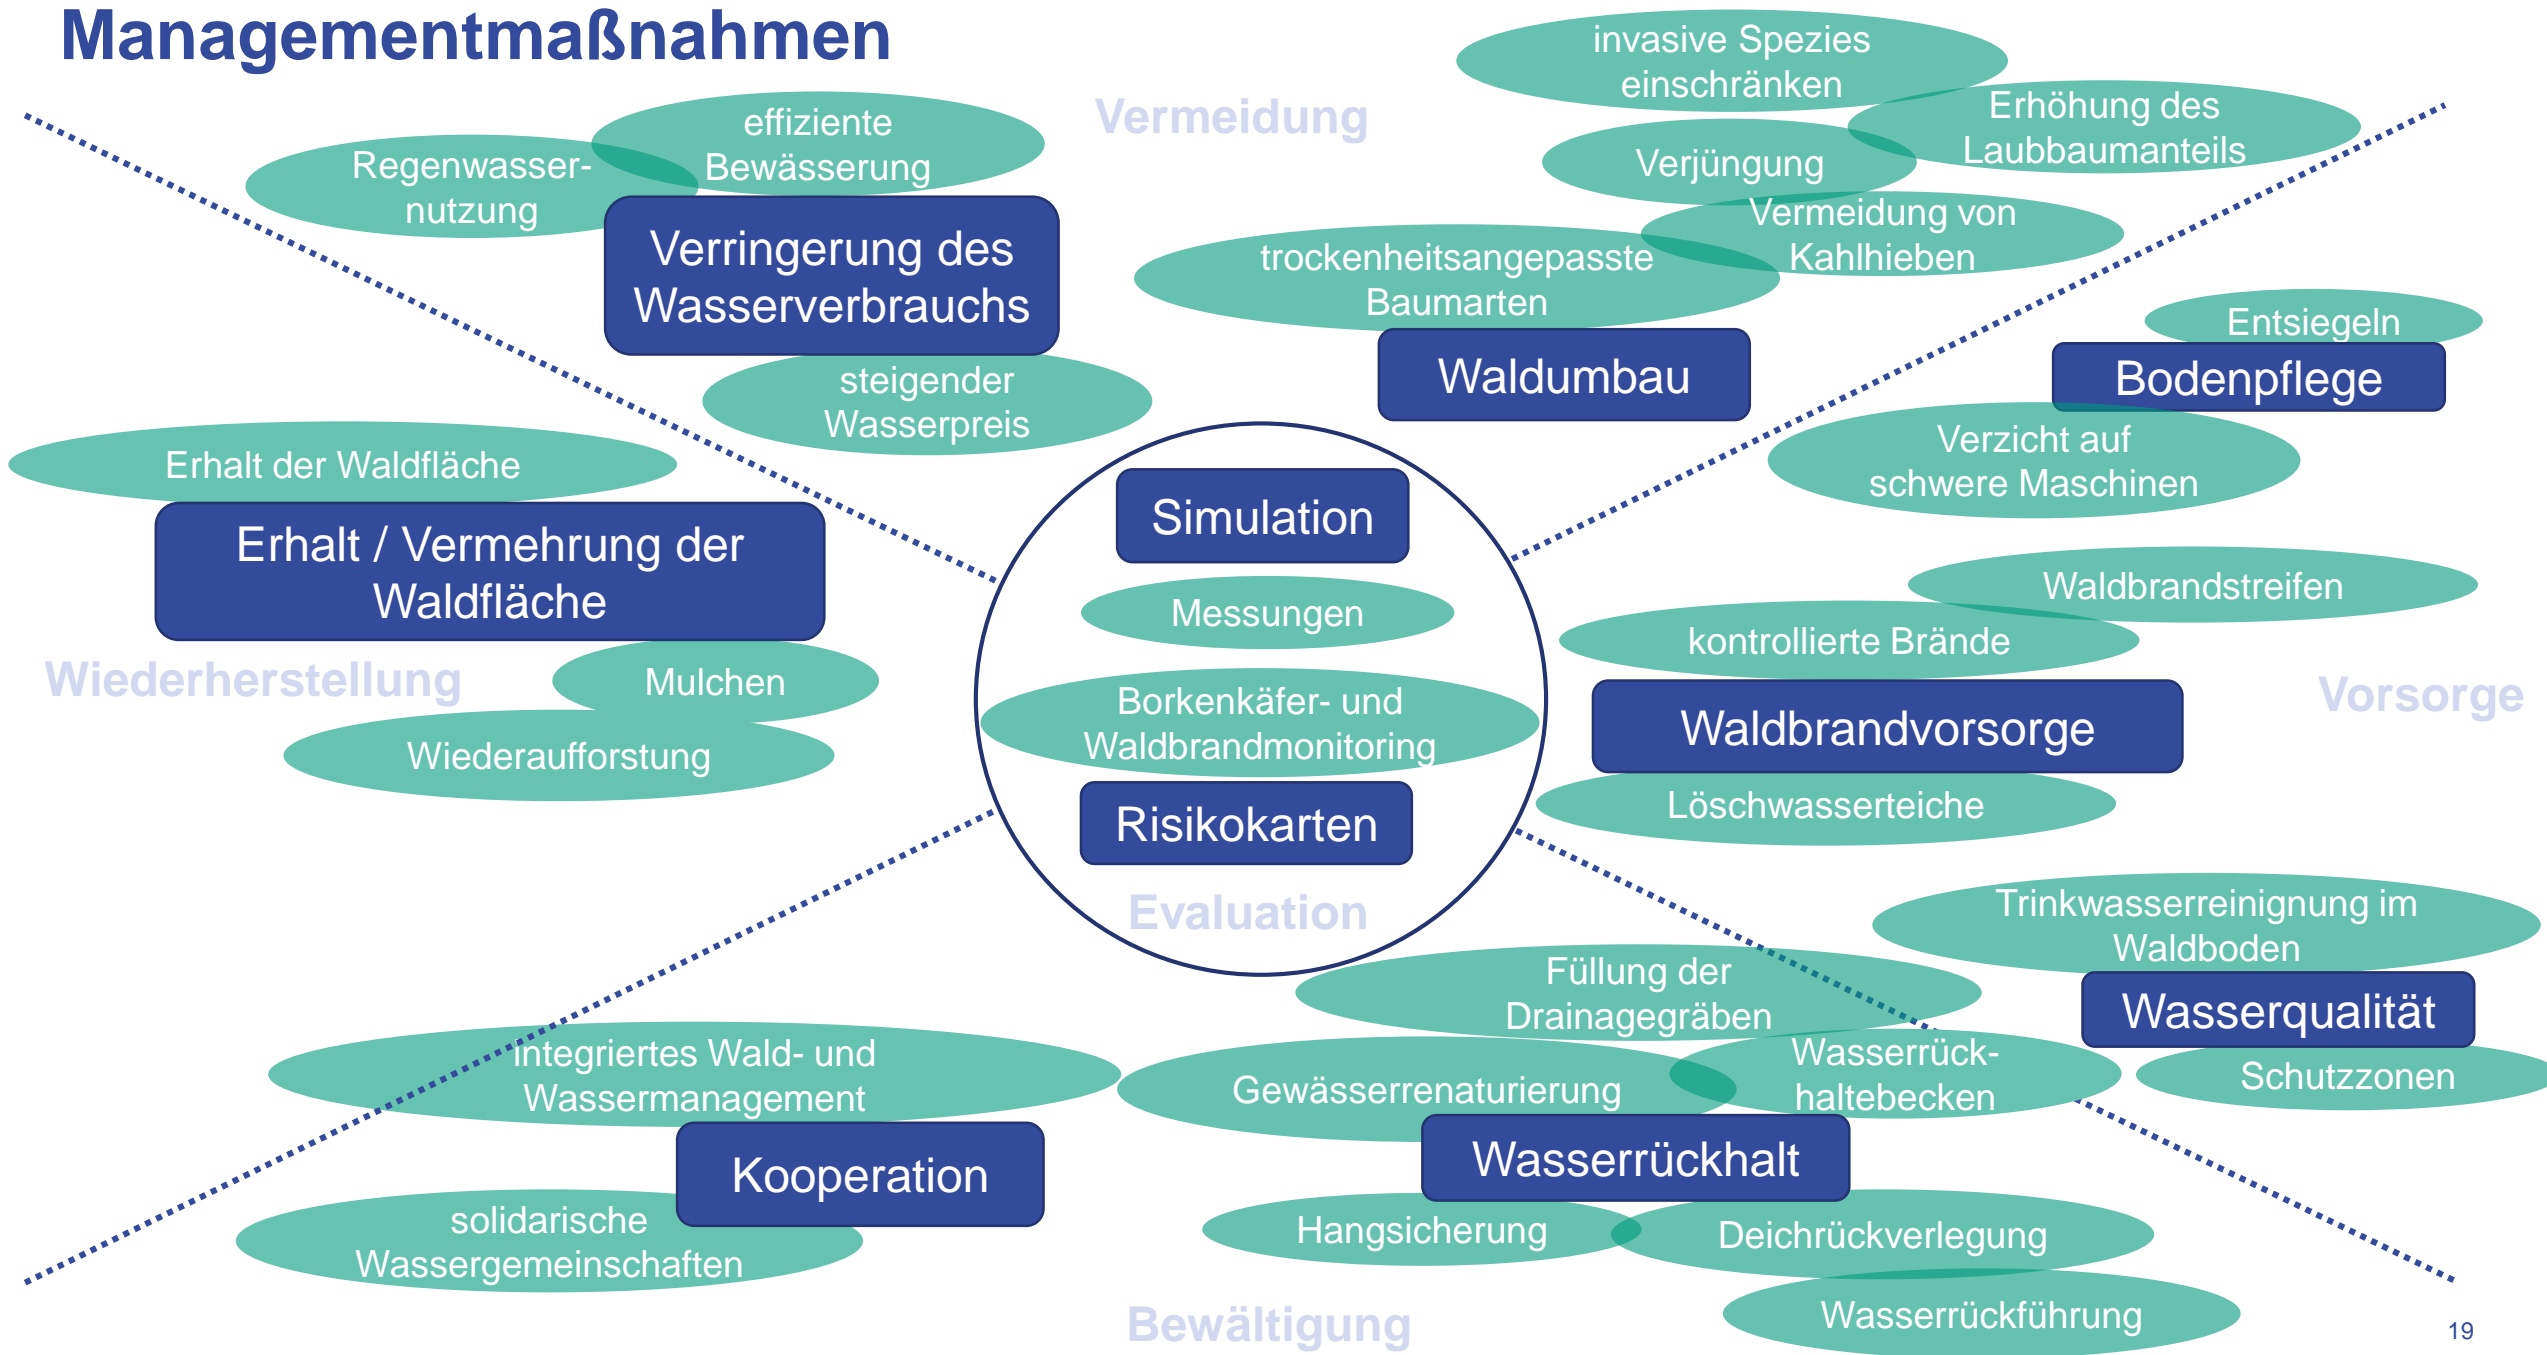 Managementmaßnahmen
Vermeidung
invasive Spezies
einschränken
Erhöhung des
Laubbaumanteils
Verjüngung
Vermeidung von
Kahlhieben
trockenheitsangepasste
Baumarten
Waldumbau
effiziente
Bewässerung
Regenwasser-
nutzung
Verringerung des
Wasserverbrauchs
steigender
Wasserpreis
Entsiegeln
Bodenpflege
Verzicht auf
schwere Maschinen
Waldbrandstreifen
kontrollierte Brände
Waldbrandvorsorge
Löschwasserteiche
Vorsorge
Trinkwasserreinignung im
Waldboden
Wasserqualität
Schutzzonen
Erhalt der Waldfläche
Erhalt / Vermehrung der
Waldfläche
Wiederherstellung
Mulchen
Wiederaufforstung
Simulation
Messungen
Borkenkäfer- und
Waldbrandmonitoring
Risikokarten
Evaluation
integriertes Wald- und
Wassermanagement
Kooperation
solidarische
Wassergemeinschaften
Füllung der
Drainagegräben
Gewässerrenaturierung
Wasserrück-
haltebecken
Wasserrückhalt
Hangsicherung
Deichrückverlegung
Wasserrückführung
Bewältigung
19